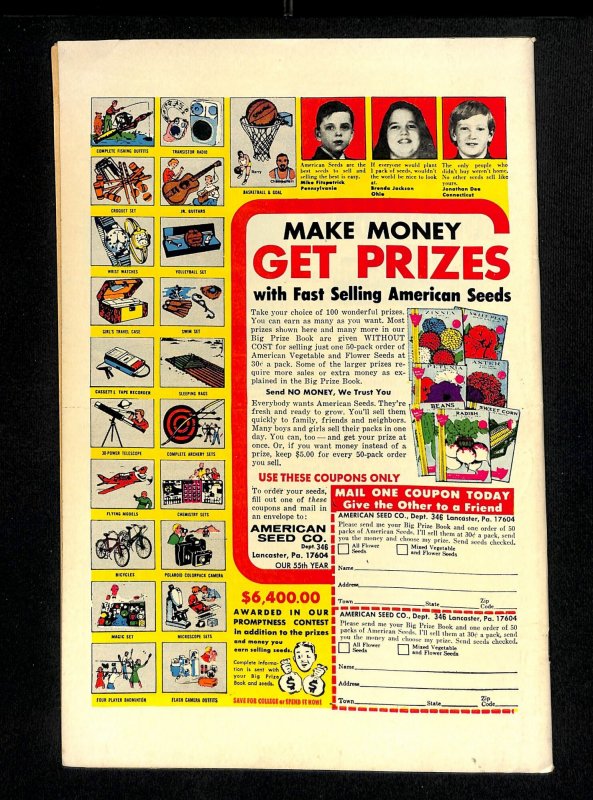 COMPLETE FISHING OUTFITS
TRANSISTOR RADIO
CROQUET SET
JR. GUITARS
BASKETBALL & GOAL
WRIST WATCHES
VOLLEYBALL SET
GIRL'S TRAVEL CASE
SWIM SET
CASSETTE TAPE RECORDER
SLEEPING BAGS
30-POWER TELESCOPE
COMPLETE ARCHERY SETS
FLYING MODELS
CHEMISTRY SETS
BICYCLES
POLAROID COLORPACK CAMERA
MAGIC SET
MICROSCOPE SETS
FOUR PLAYER BADMINTON
FLASH CAMERA OUTFITS
American Seeds are the
best seeds to sell and
selling the best is easy.
Mike Fitzpatrick
Pennsylvania
If everyone would plant
1 pack of seeds, wouldn't
the world be nice to look
at.
Brenda Jackson
Ohio
The only people who
didn't buy weren't home.
No other seeds sell like
yours.
Jonathan Dee
Connecticut
MAKE MONEY
GET PRIZES
with Fast Selling American Seeds
Take your choice of 100 wonderful prizes.
You can earn as many as you want. Most
prizes shown here and many more in our
Big Prize Book are given WITHOUT
COST for selling just one 50-pack order of
American Vegetable and Flower Seeds at
30¢ a pack. Some of the larger prizes re-
quire more sales or extra money as ex-
plained in the Big Prize Book.
Send NO MONEY, We Trust You
Everybody wants American Seeds. They're
fresh and ready to grow. You'll sell them
quickly to family, friends and neighbors.
Many boys and girls sell their packs in one
day. You can, too — and get your prize at
once. Or, if you want money instead of a
prize, keep $5.00 for every 50-pack order
you sell.
ZINNIA
SWEET PEAS
PETUNIA
ASTER
BEANS
RADISH
SWEET CORN
USE THESE COUPONS ONLY
To order your seeds,
fill out one of these
coupons and mail in
an envelope to:
AMERICAN
SEED CO.
Dept. 346
Lancaster, Pa. 17604
OUR 55th YEAR
$6,400.00
AWARDED IN OUR
PROMPTNESS CONTEST
in addition to the prizes
and money you
earn selling seeds.
Complete informa-
tion is sent with
your Big Prize
Book and seeds.
SAVE FOR COLLEGE or SPEND IT NOW!
MAIL ONE COUPON TODAY
Give the Other to a Friend
AMERICAN SEED CO., Dept. 346 Lancaster, Pa. 17604
Please send me your Big Prize Book and one order of 50
packs of American Seeds. I'll sell them at 30¢ a pack, send
you the money and choose my prize. Send seeds checked.
All Flower
Seeds
Mixed Vegetable
and Flower Seeds
Name
Address
Town State Zip
Code
AMERICAN SEED CO., Dept. 346 Lancaster, Pa. 17604
Please send me your Big Prize Book and one order of 50
packs of American Seeds. I'll sell them at 30¢ a pack, send
you the money and choose my prize. Send seeds checked.
All Flower
Seeds
Mixed Vegetable
and Flower Seeds
Name
Address
Town State Zip
Code